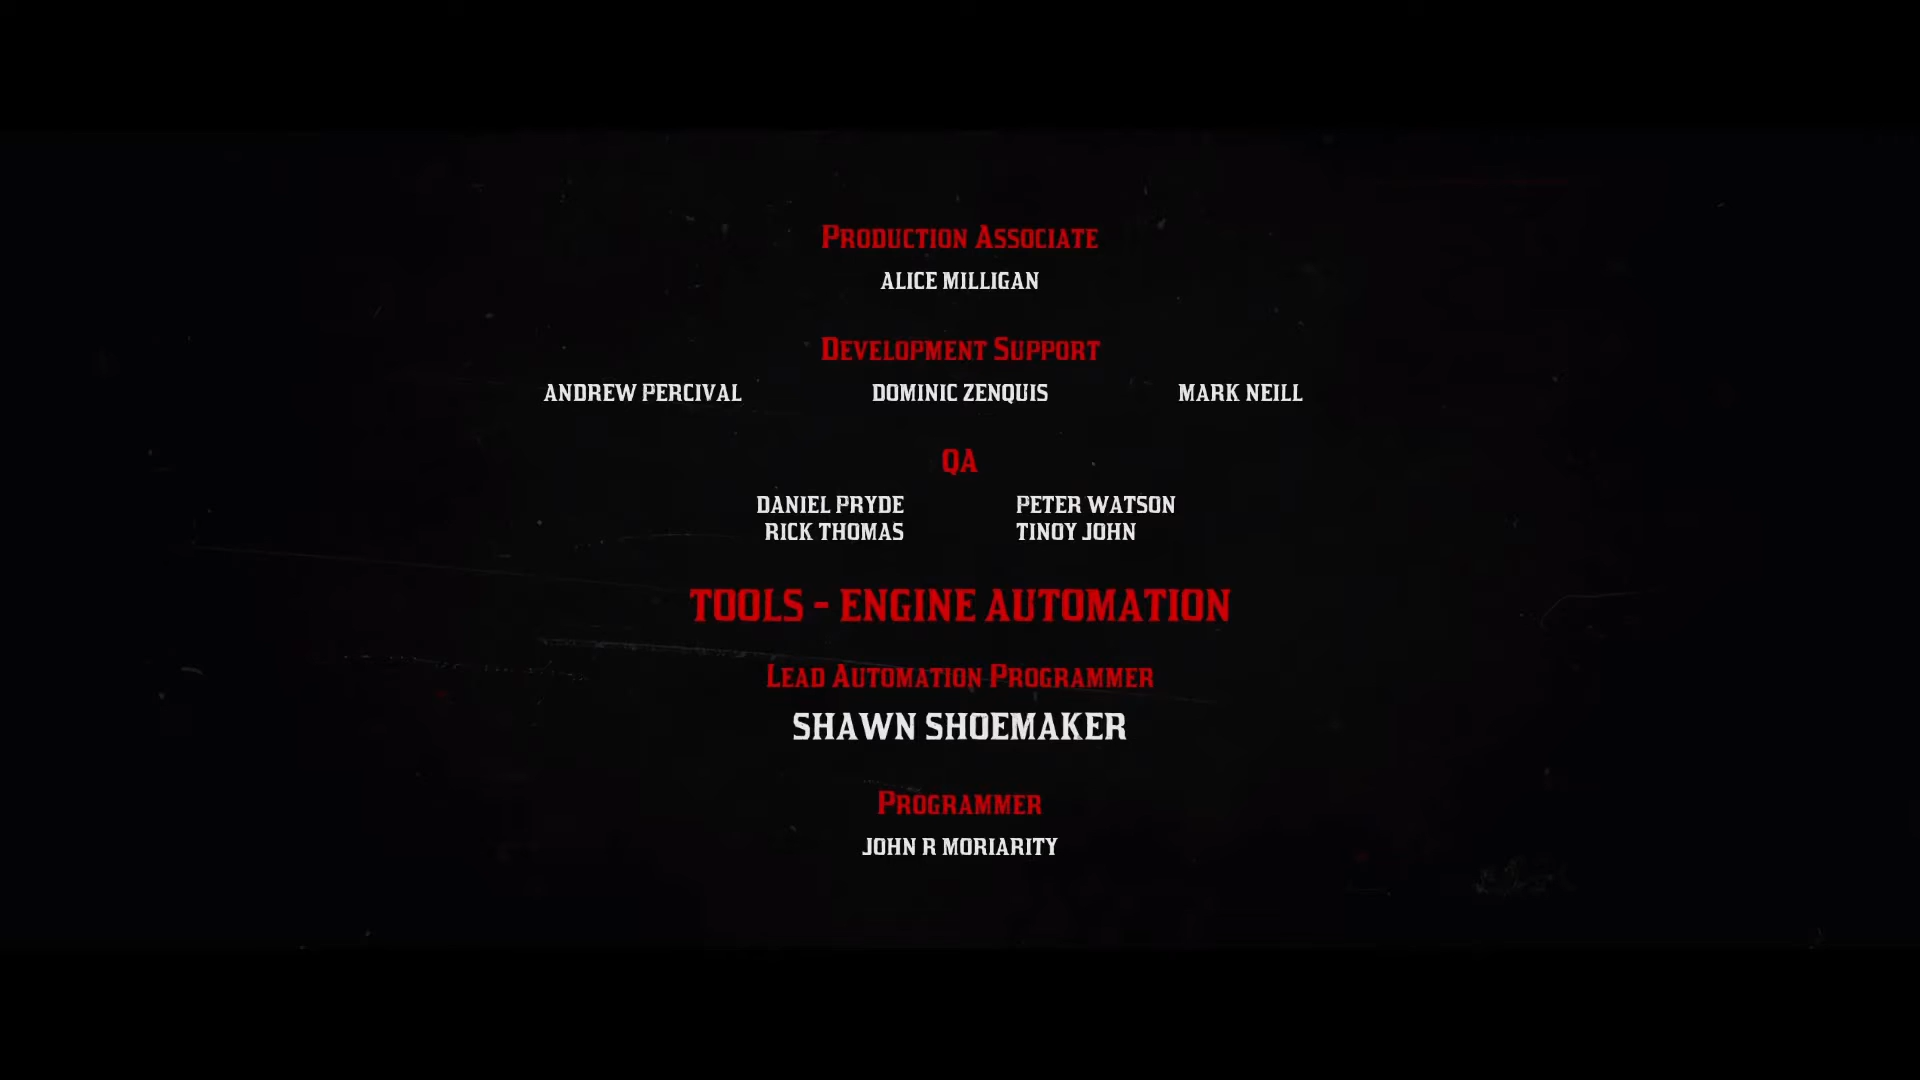 Production Associate
ALICE MILLIGAN
Development Support
ANDREW PERCIVAL DOMINIC ZENQUIS MARK NEILL
QA
DANIEL PRYDE PETER WATSON
RICK THOMAS TINOY JOHN
TOOLS - ENGINE AUTOMATION
Lead Automation Programmer
SHAWN SHOEMAKER
Programmer
JOHN R MORIARITY